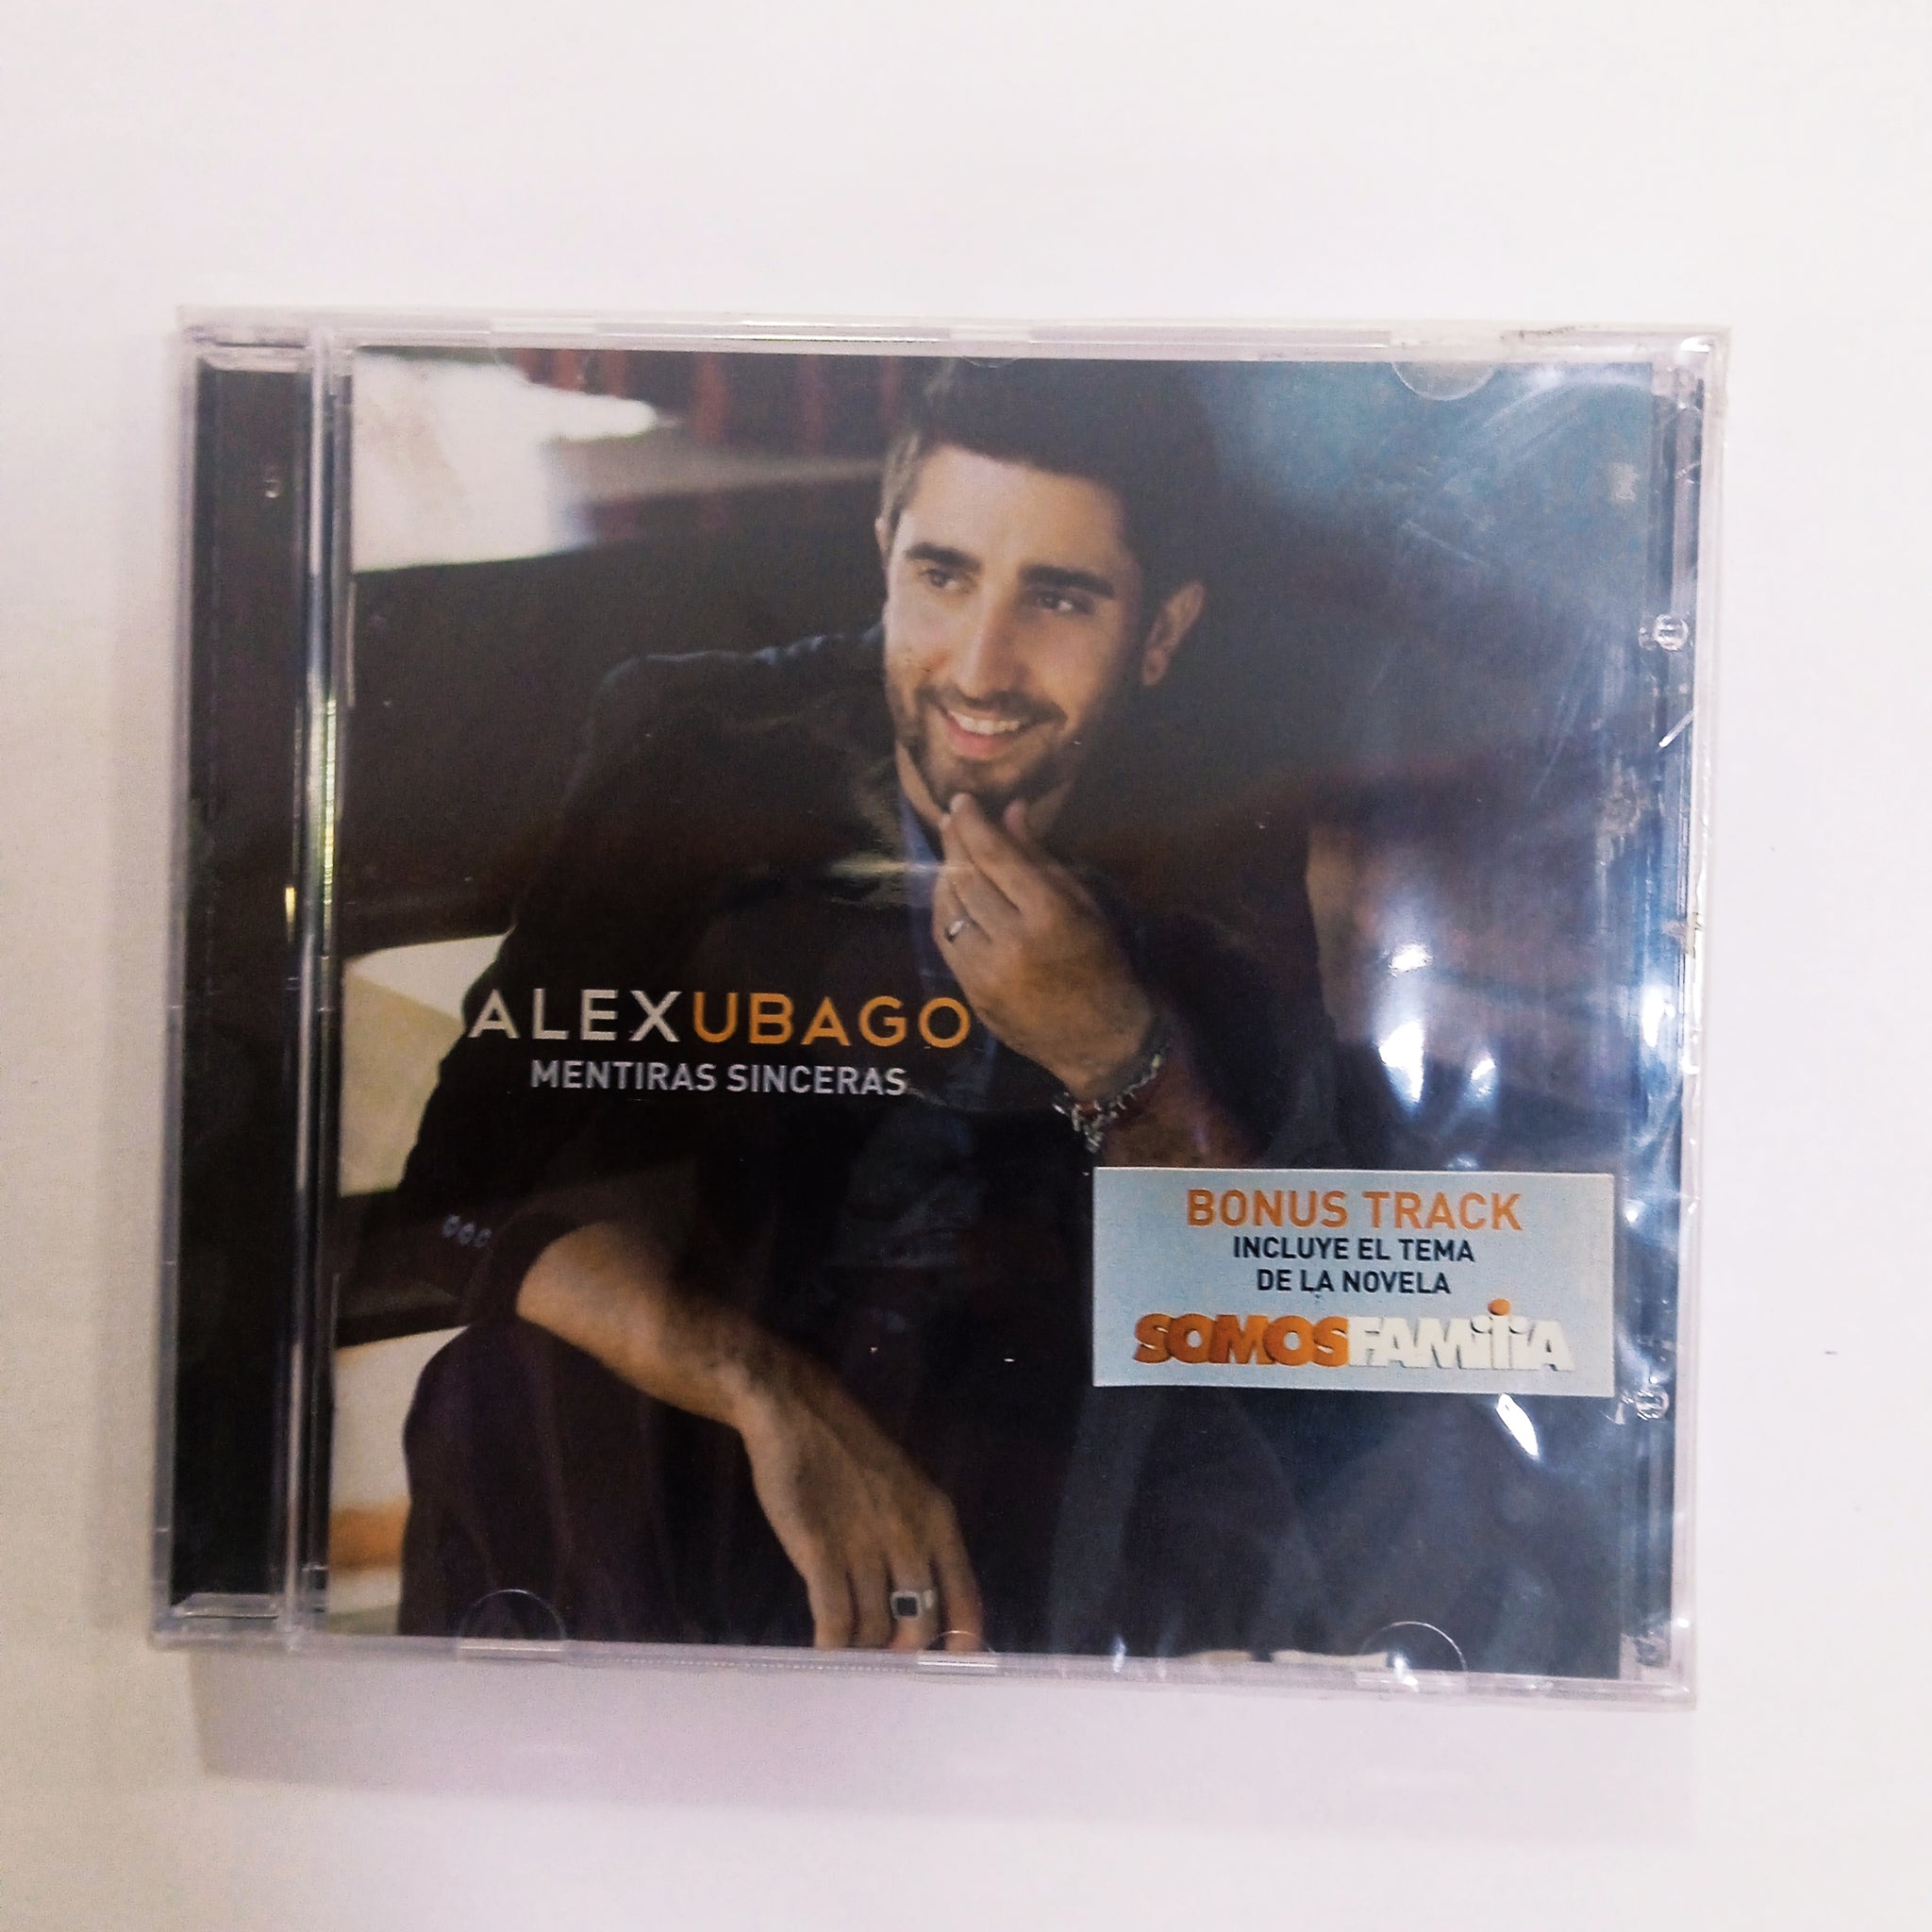 ALEXUBAGO
MENTIRAS SINCERAS
BONUS TRACK
INCLUYE EL TEMA
DE LA NOVELA
SOMOSFAMiliA